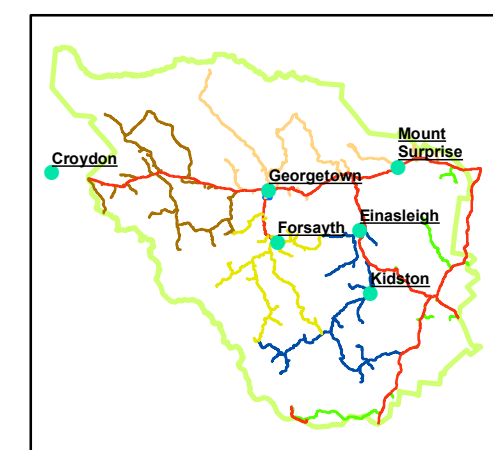 Mount
Surprise
Croydon
Georgetown
Forsayth
Einasleigh
Kidston